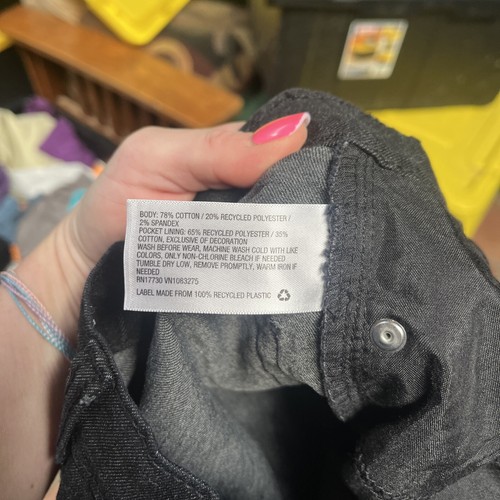 BODY: 78% COTTON / 20% RECYCLED POLYESTER /
2% SPANDEX
POCKET LINING: 65% RECYCLED POLYESTER / 35%
COTTON, EXCLUSIVE OF DECORATION
WASH BEFORE WEAR, MACHINE WASH COLD WITH LIKE
COLORS, ONLY NON-CHLORINE BLEACH IF NEEDED
TUMBLE DRY LOW, REMOVE PROMPTLY, WARM IRON IF
NEEDED
RN17730 VN1063275
LABEL MADE FROM 100% RECYCLED PLASTIC